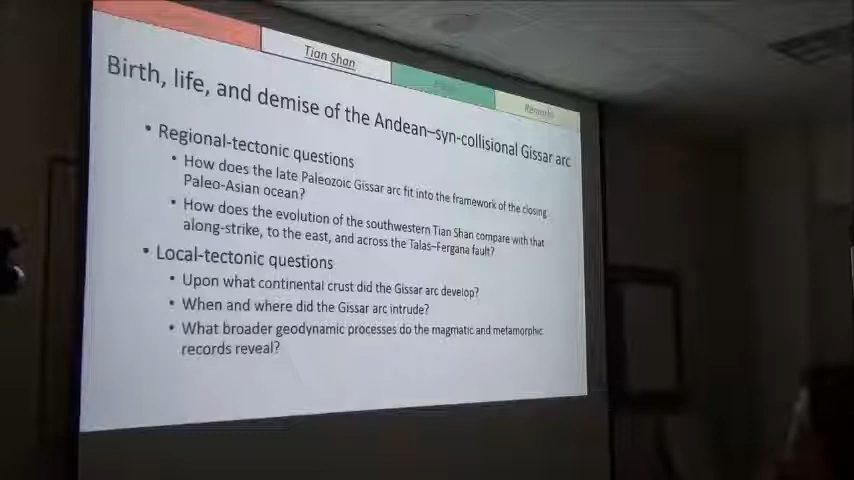 Tian Shan
Remarks
Birth, life, and demise of the Andean–syn-collisional Gissar arc
• Regional-tectonic questions
• How does the late Paleozoic Gissar arc fit into the framework of the closing
Paleo-Asian ocean?
• How does the evolution of the southwestern Tian Shan compare with that
along-strike, to the east, and across the Talas–Fergana fault?
• Local-tectonic questions
• Upon what continental crust did the Gissar arc develop?
• When and where did the Gissar arc intrude?
• What broader geodynamic processes do the magmatic and metamorphic
records reveal?